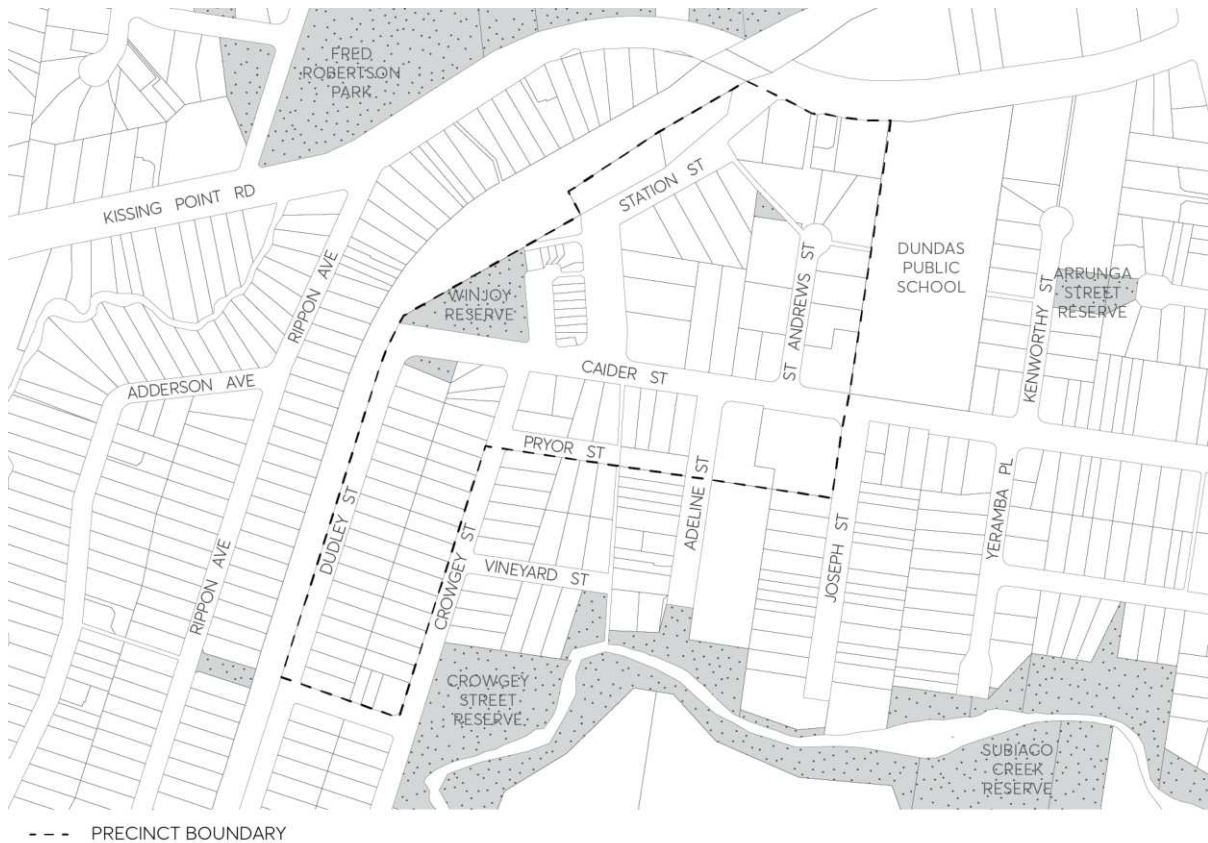 FRED
ROBERTSON
PARK
KISSING POINT RD
STATION ST
RIPPON AVE
WINJOY
RESERVE
ST ANDREWS ST
DUNDAS
PUBLIC
SCHOOL
KENWORTHY ST
ARRUNGA
STREET
RESERVE
ADDERSON AVE
CAIDER ST
PRYOR ST
DUDLEY ST
CROWGEY ST
ADELINE ST
YERAMBA PL
VINEYARD ST
JOSEPH ST
RIPPON AVE
CROWGEY
STREET
RESERVE
SUBIACO
CREEK
RESERVE
PRECINCT BOUNDARY